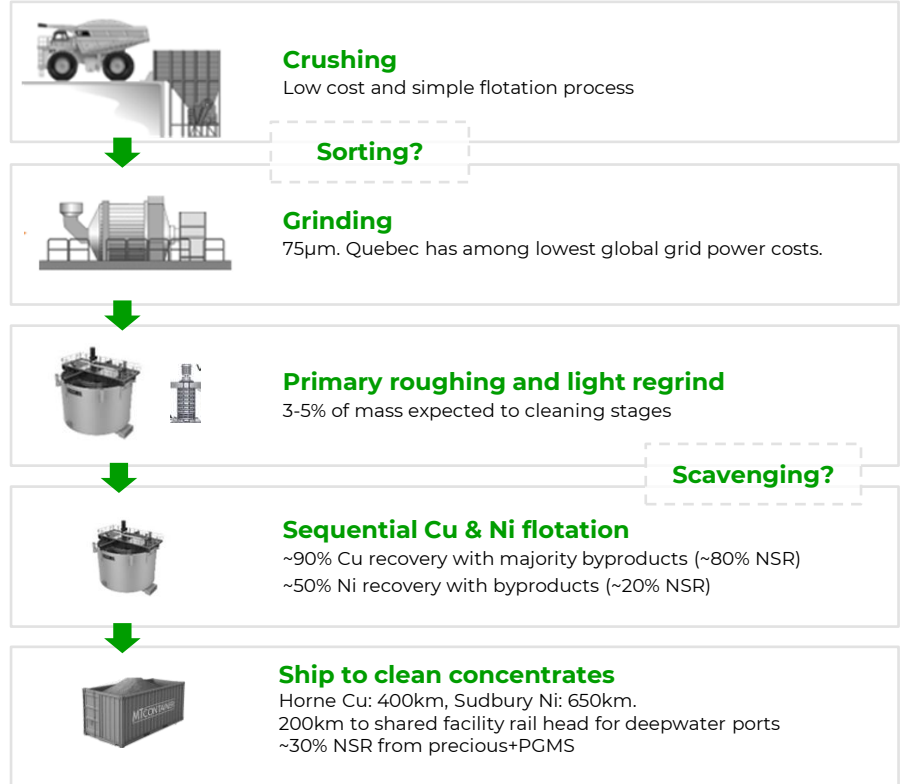 Crushing
Low cost and simple flotation process
Sorting?
Grinding
75µm. Quebec has among lowest global grid power costs.
Primary roughing and light regrind
3-5% of mass expected to cleaning stages
Scavenging?
Sequential Cu & Ni flotation
~90% Cu recovery with majority byproducts (~80% NSR)
~50% Ni recovery with byproducts (~20% NSR)
Ship to clean concentrates
Horne Cu: 400km, Sudbury Ni: 650km.
200km to shared facility rail head for deepwater ports
~30% NSR from precious+PGMS